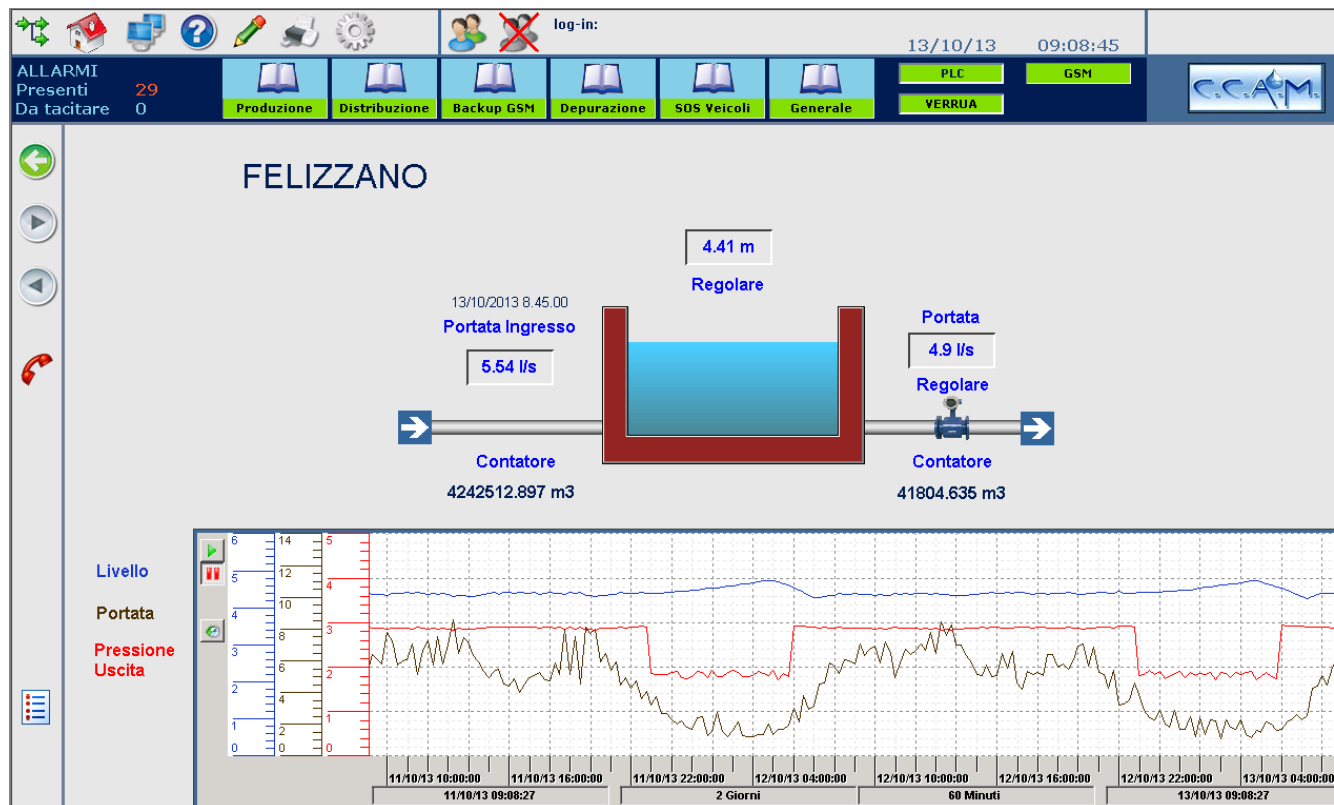 log-in:
13/10/13 09:08:45
ALLARMI
Presenti 29
Da tacitare 0
Produzione
Distribuzione
Backup GSM
Depurazione
SOS Veicoli
Generale
PLC
GSM
VERRUA
C.C.A.M.
FELIZZANO
4.41 m
Regolare
13/10/2013 8.45.00
Portata Ingresso
5.54 l/s
Portata
4.9 l/s
Regolare
Contatore
4242512.897 m3
Contatore
41804.635 m3
Livello
Portata
Pressione
Uscita
6 14 5
5 12 4
4 10
3 8 3
6 2
2 4
1 2 1
0 0 0
11/10/13 10:00:00 11/10/13 16:00:00 11/10/13 22:00:00 12/10/13 04:00:00 12/10/13 10:00:00 12/10/13 16:00:00 12/10/13 22:00:00 13/10/13 04:00:00
11/10/13 09:08:27 2 Giorni 60 Minuti 13/10/13 09:08:27